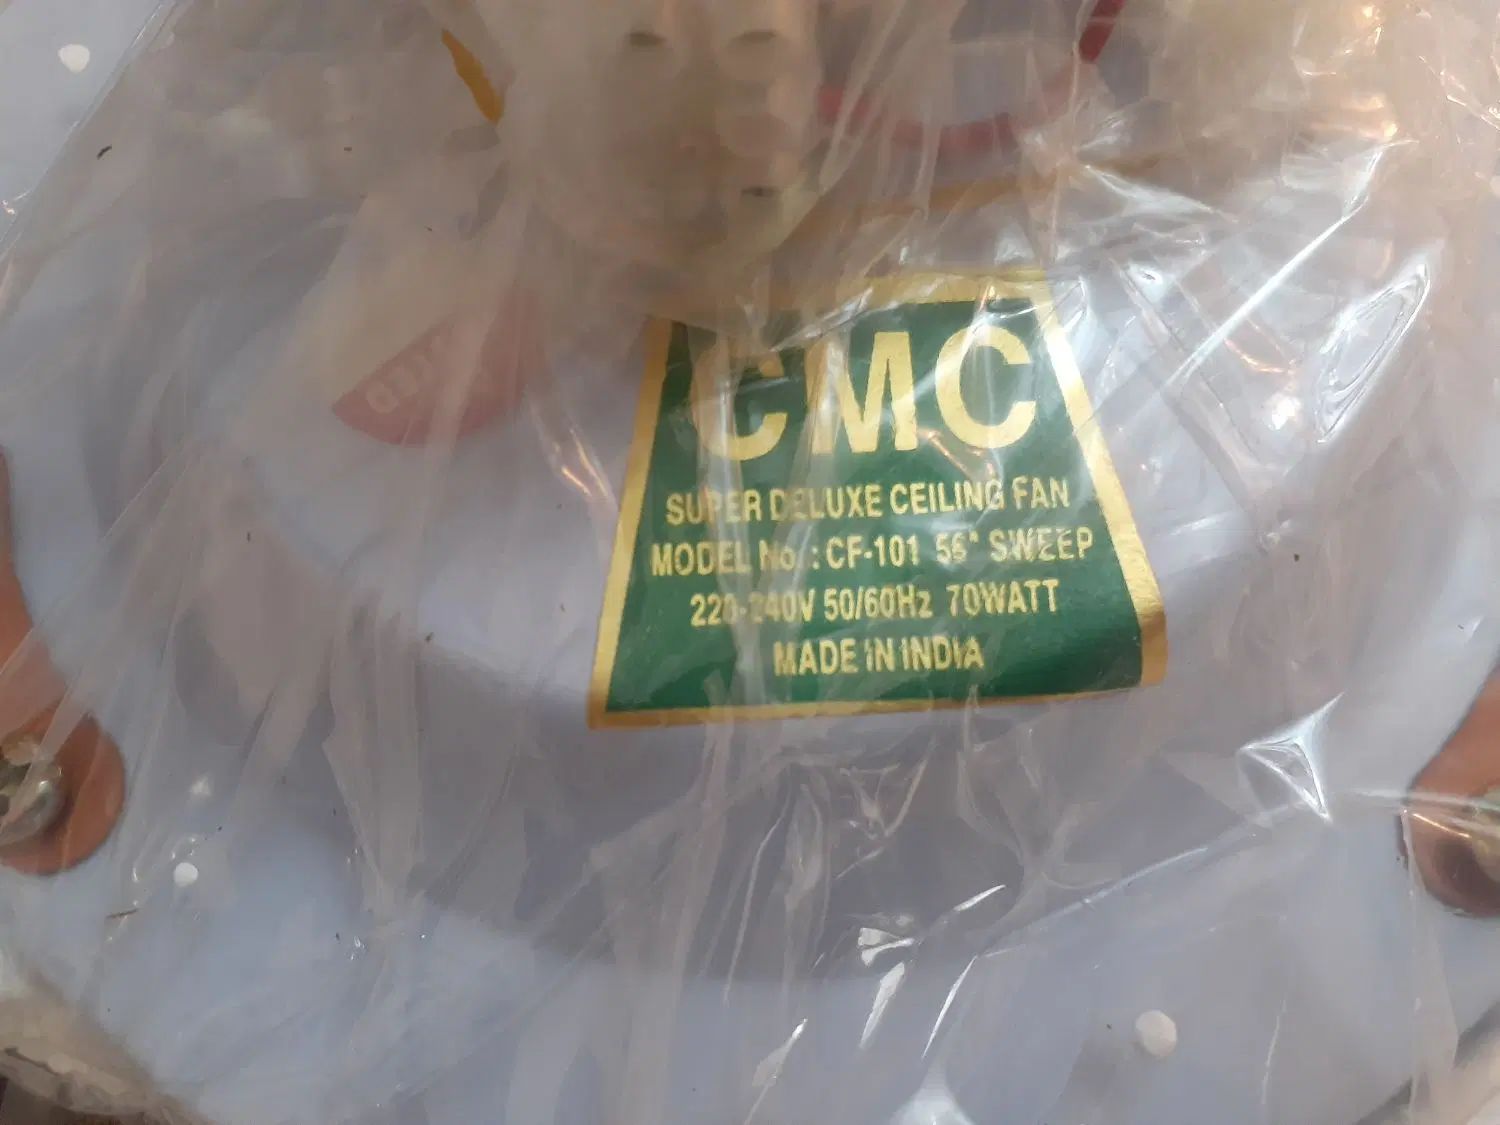 CMC
SUPER DELUXE CEILING FAN
MODEL No. : CF-101 56" SWEEP
220-240V 50/60Hz 70WATT
MADE IN INDIA